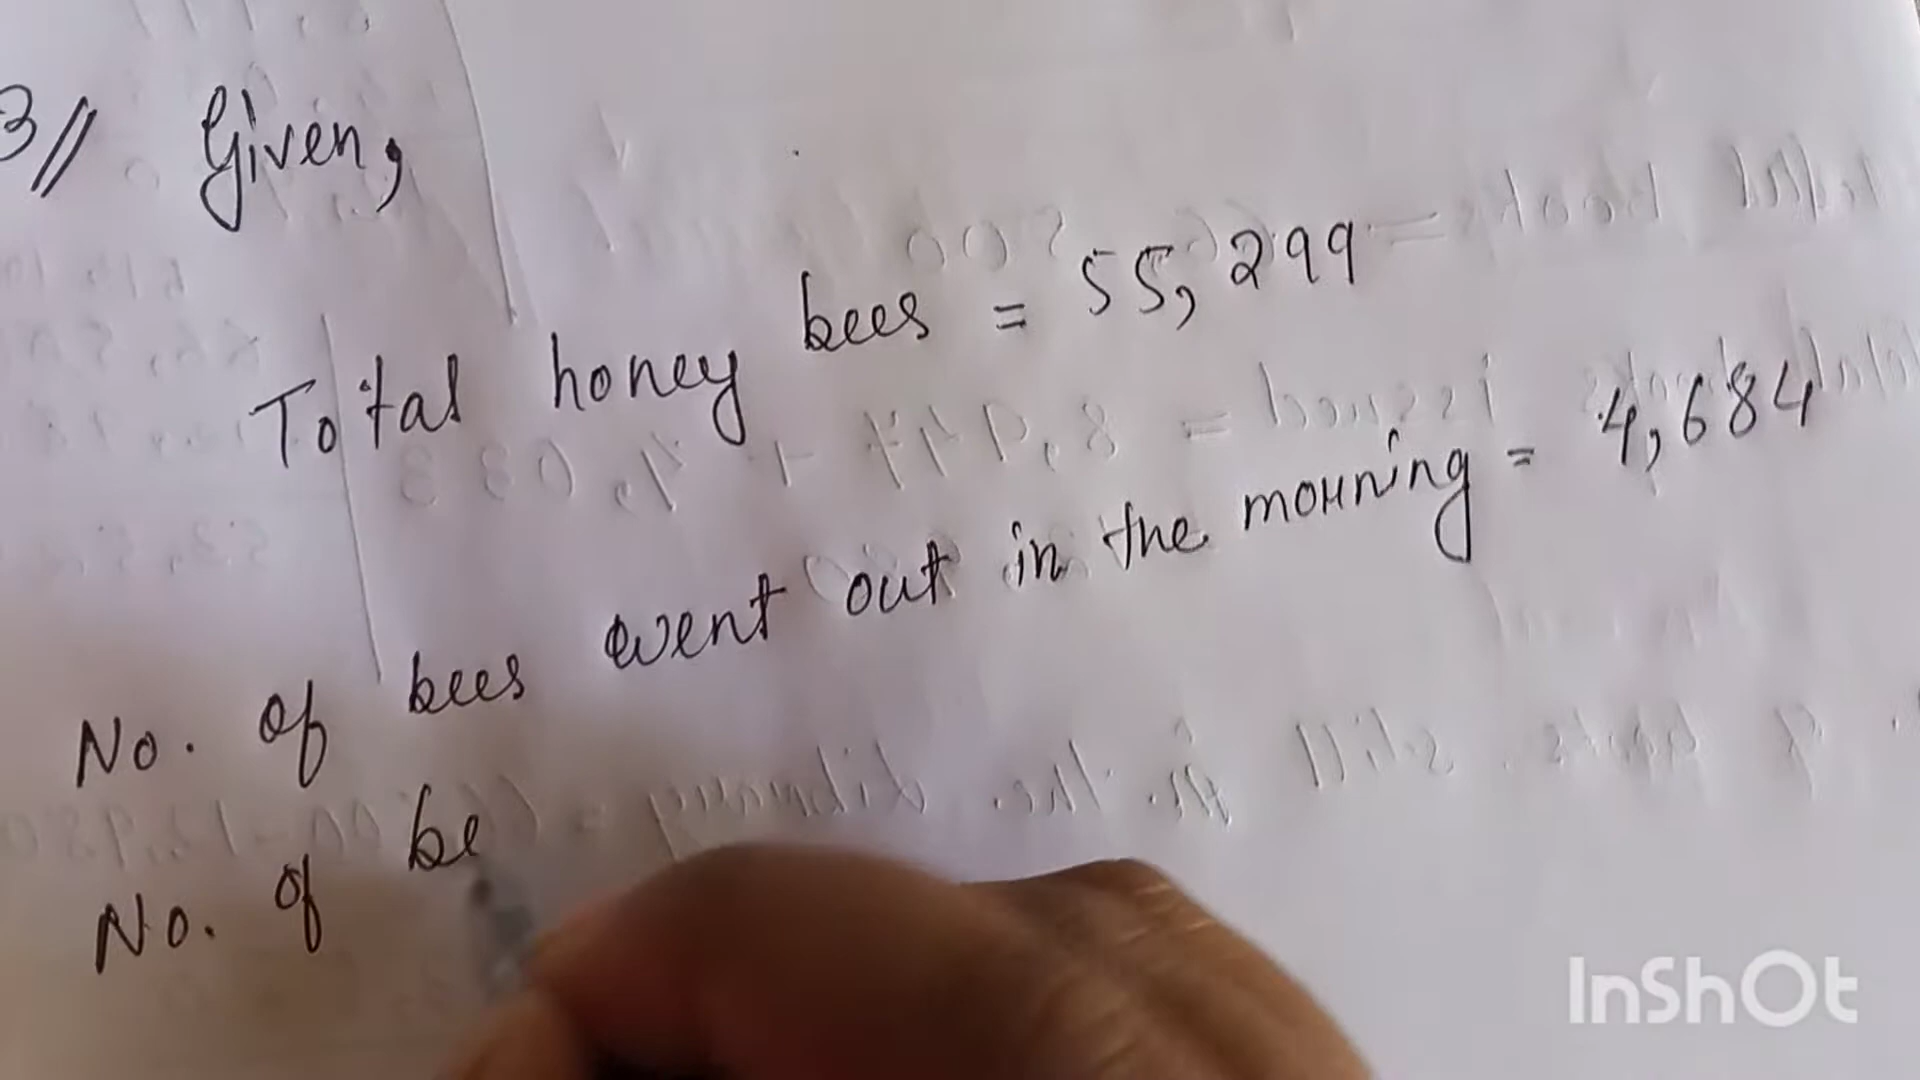 3// Given,
Total honey bees = 55,299
No. of bees went out in the morning = 4,684
No. of be
InShOt